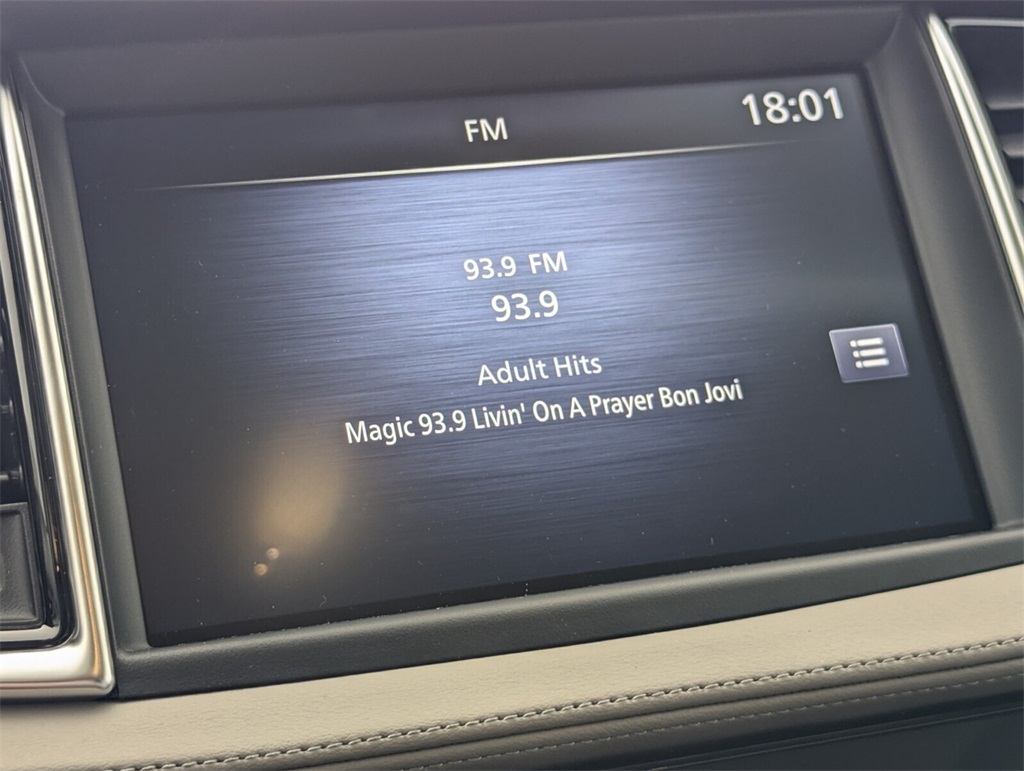 FM
18:01
93.9 FM
93.9
Adult Hits
Magic 93.9 Livin' On A Prayer Bon Jovi